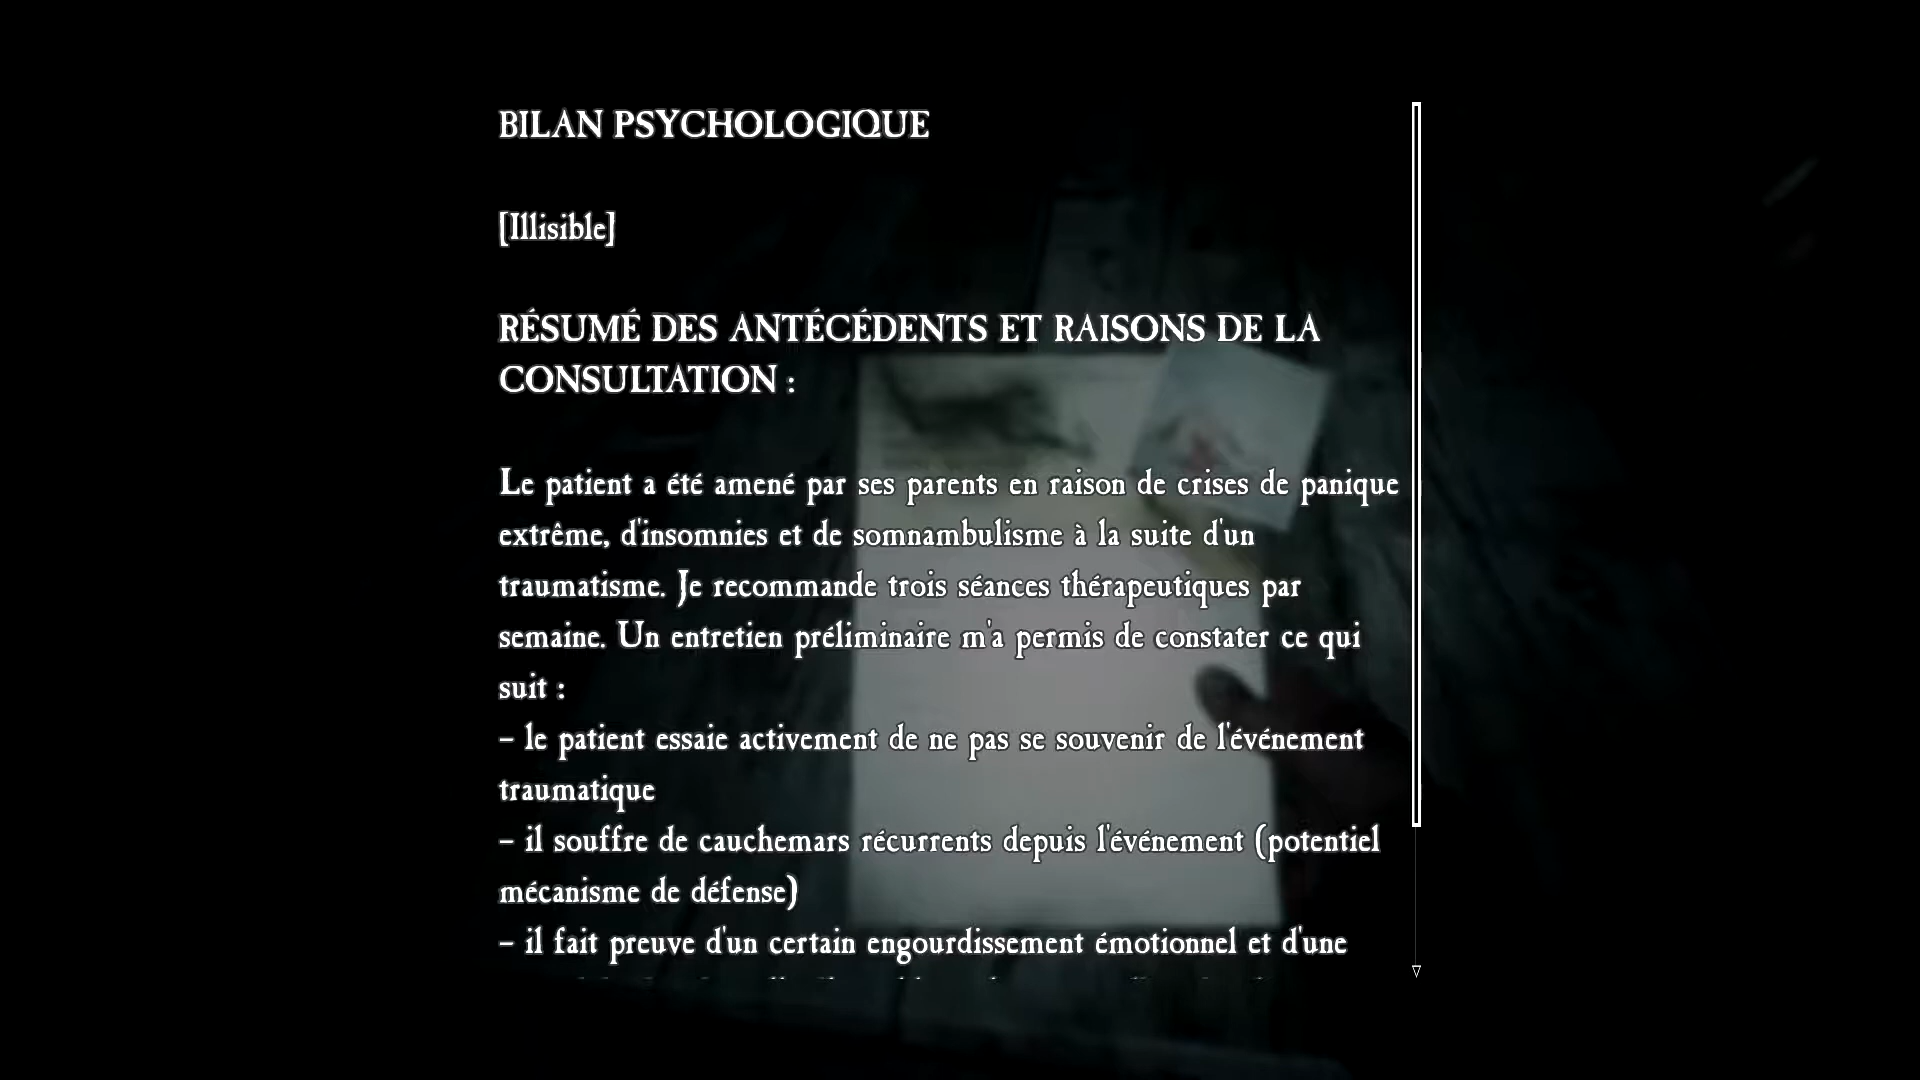 BILAN PSYCHOLOGIQUE
[Illisible]
RÉSUMÉ DES ANTÉCÉDENTS ET RAISONS DE LA
CONSULTATION :
Le patient a été amené par ses parents en raison de crises de panique
extrême, d'insomnies et de somnambulisme à la suite d'un
traumatisme. Je recommande trois séances thérapeutiques par
semaine. Un entretien préliminaire m'a permis de constater ce qui
suit :
– le patient essaie activement de ne pas se souvenir de l'événement
traumatique
– il souffre de cauchemars récurrents depuis l'événement (potentiel
mécanisme de défense)
– il fait preuve d'un certain engourdissement émotionnel et d'une